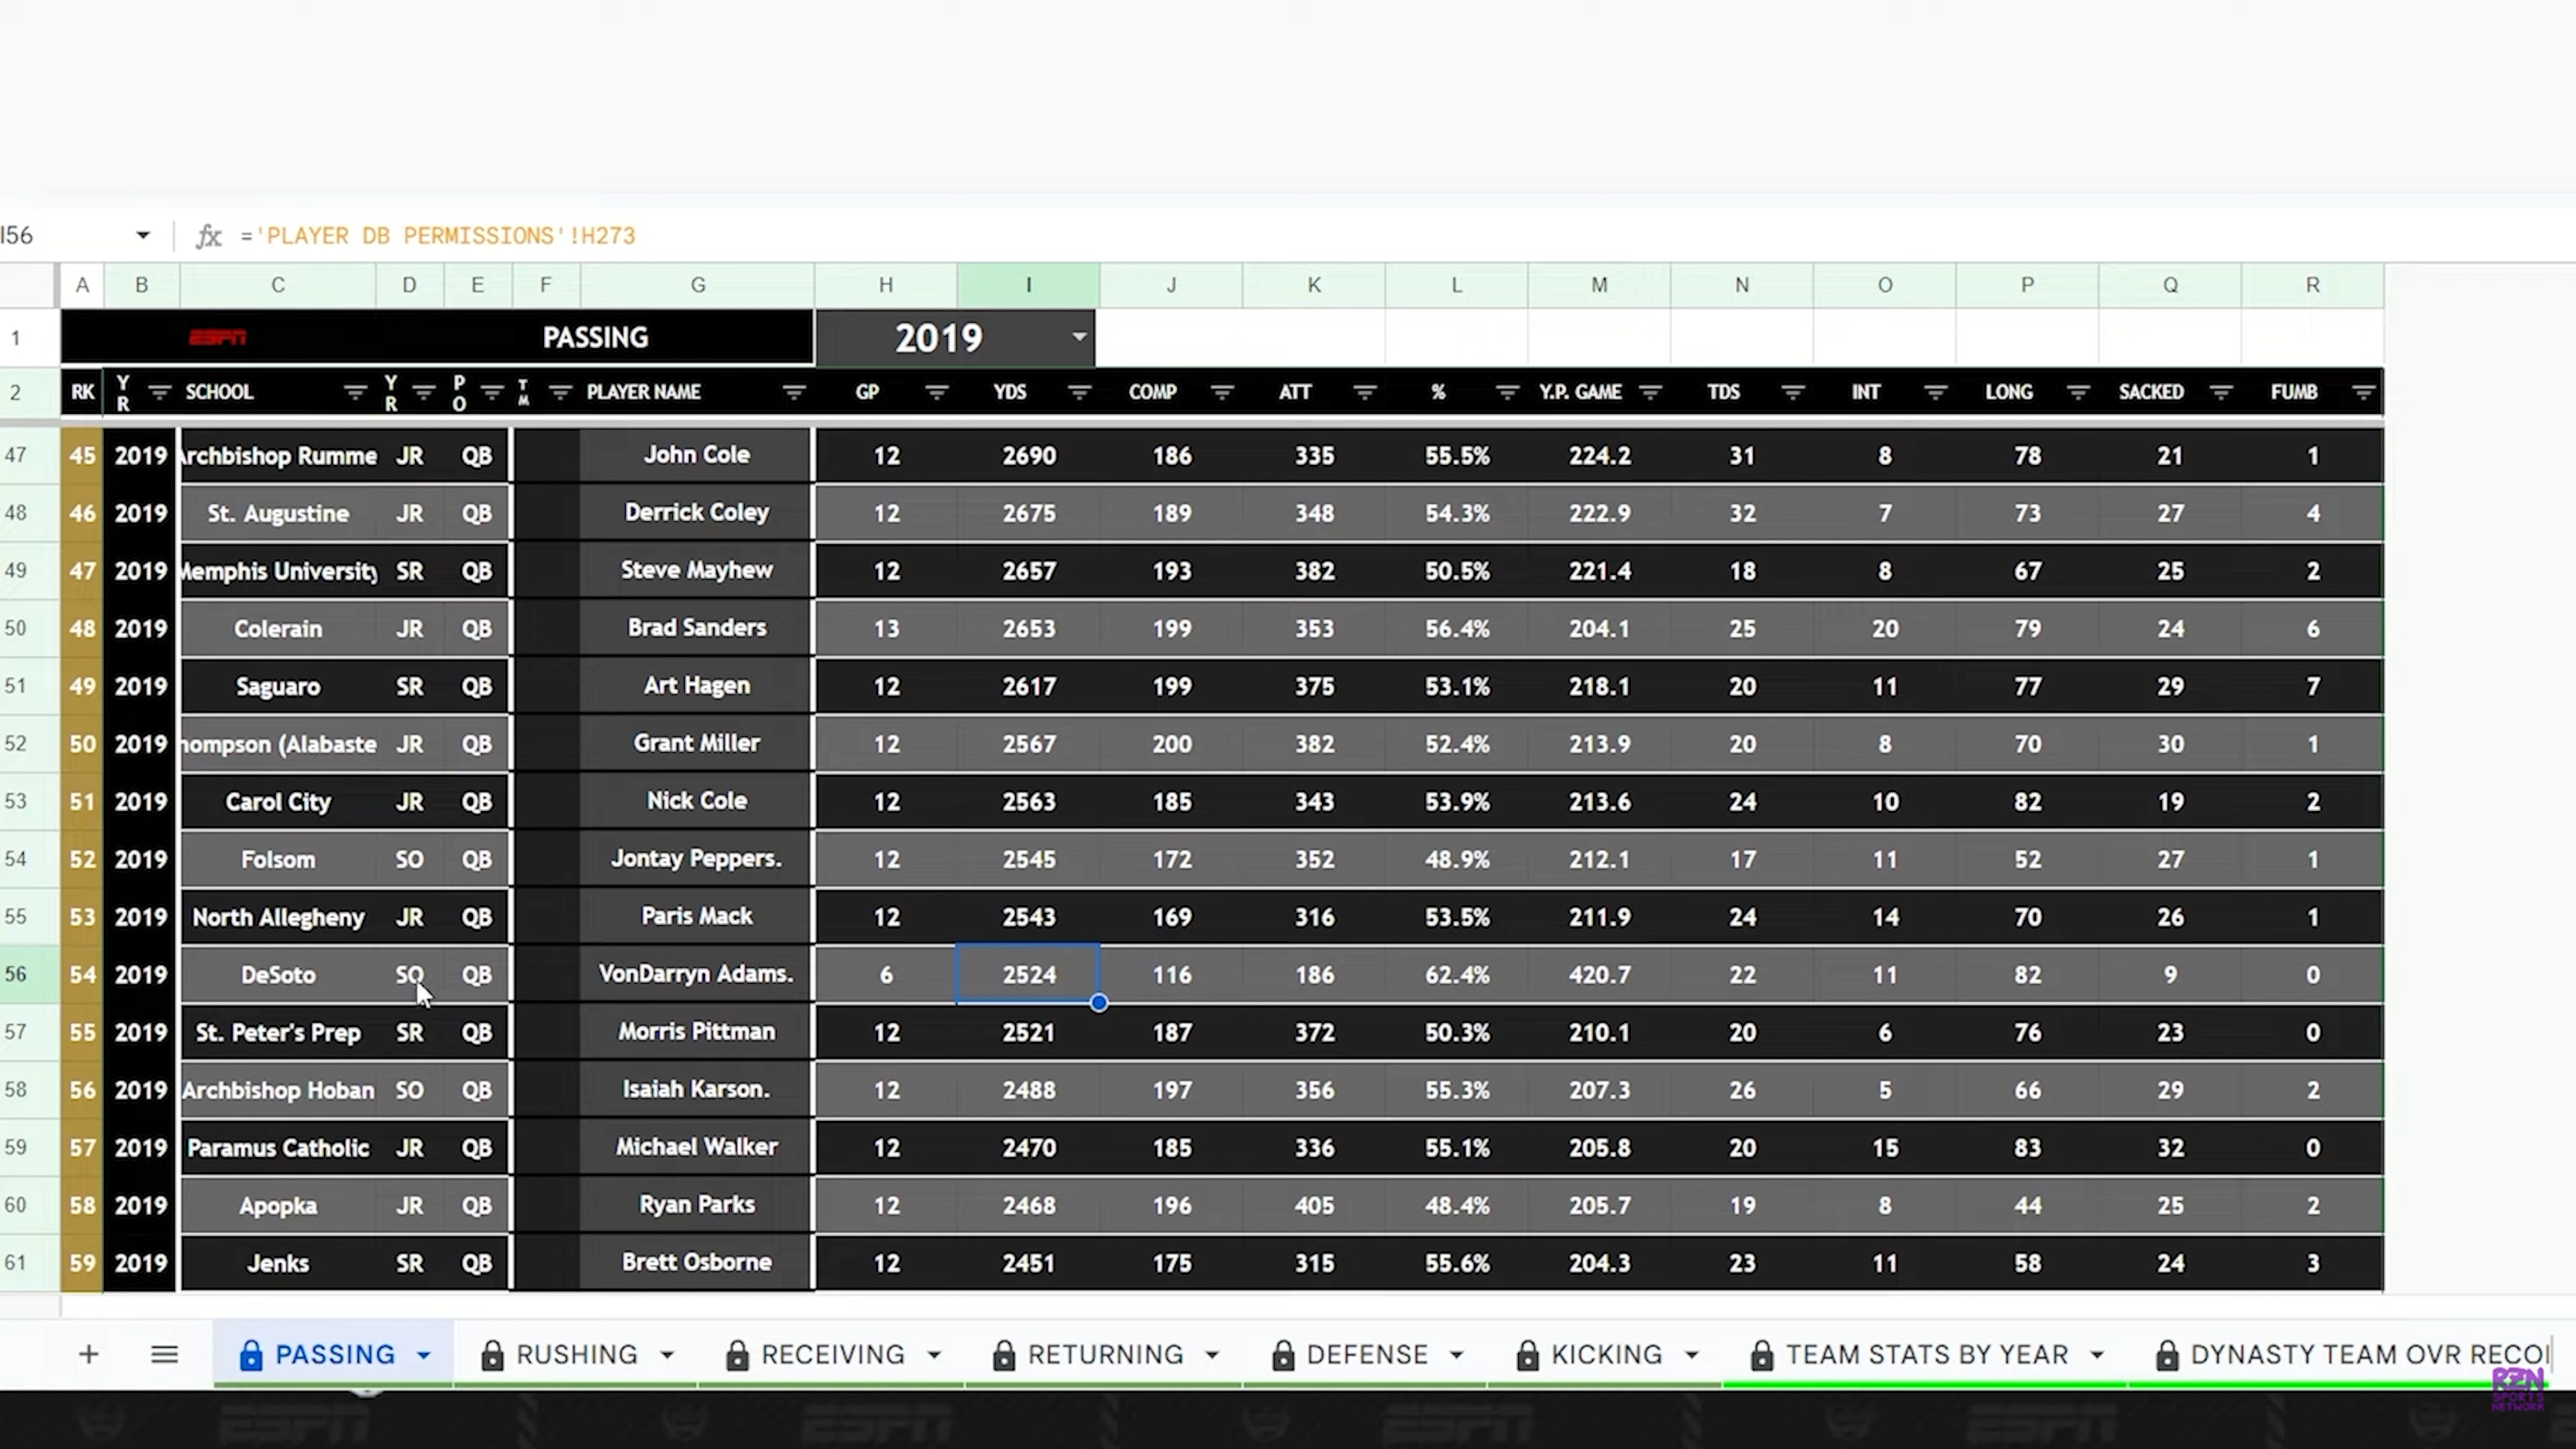 I56 fx ='PLAYER DB PERMISSIONS'!H273
A B C D E F G H I J K L M N O P Q R
1 ESPN PASSING 2019
2 RK YR SCHOOL YR PO TM PLAYER NAME GP YDS COMP ATT % Y.P. GAME TDS INT LONG SACKED FUMB
47 45 2019 Archbishop Rumme JR QB John Cole 12 2690 186 335 55.5% 224.2 31 8 78 21 1
48 46 2019 St. Augustine JR QB Derrick Coley 12 2675 189 348 54.3% 222.9 32 7 73 27 4
49 47 2019 Memphis University SR QB Steve Mayhew 12 2657 193 382 50.5% 221.4 18 8 67 25 2
50 48 2019 Colerain JR QB Brad Sanders 13 2653 199 353 56.4% 204.1 25 20 79 24 6
51 49 2019 Saguaro SR QB Art Hagen 12 2617 199 375 53.1% 218.1 20 11 77 29 7
52 50 2019 hompson (Alabaste JR QB Grant Miller 12 2567 200 382 52.4% 213.9 20 8 70 30 1
53 51 2019 Carol City JR QB Nick Cole 12 2563 185 343 53.9% 213.6 24 10 82 19 2
54 52 2019 Folsom SO QB Jontay Peppers. 12 2545 172 352 48.9% 212.1 17 11 52 27 1
55 53 2019 North Allegheny JR QB Paris Mack 12 2543 169 316 53.5% 211.9 24 14 70 26 1
56 54 2019 DeSoto SO QB VonDarryn Adams. 6 2524 116 186 62.4% 420.7 22 11 82 9 0
57 55 2019 St. Peter's Prep SR QB Morris Pittman 12 2521 187 372 50.3% 210.1 20 6 76 23 0
58 56 2019 Archbishop Hoban SO QB Isaiah Karson. 12 2488 197 356 55.3% 207.3 26 5 66 29 2
59 57 2019 Paramus Catholic JR QB Michael Walker 12 2470 185 336 55.1% 205.8 20 15 83 32 0
60 58 2019 Apopka JR QB Ryan Parks 12 2468 196 405 48.4% 205.7 19 8 44 25 2
61 59 2019 Jenks SR QB Brett Osborne 12 2451 175 315 55.6% 204.3 23 11 58 24 3
+ PASSING RUSHING RECEIVING RETURNING DEFENSE KICKING TEAM STATS BY YEAR DYNASTY TEAM OVR RECO
RZN
SPORTS
NETWORK
ESPN ESPN ESPN ESPN